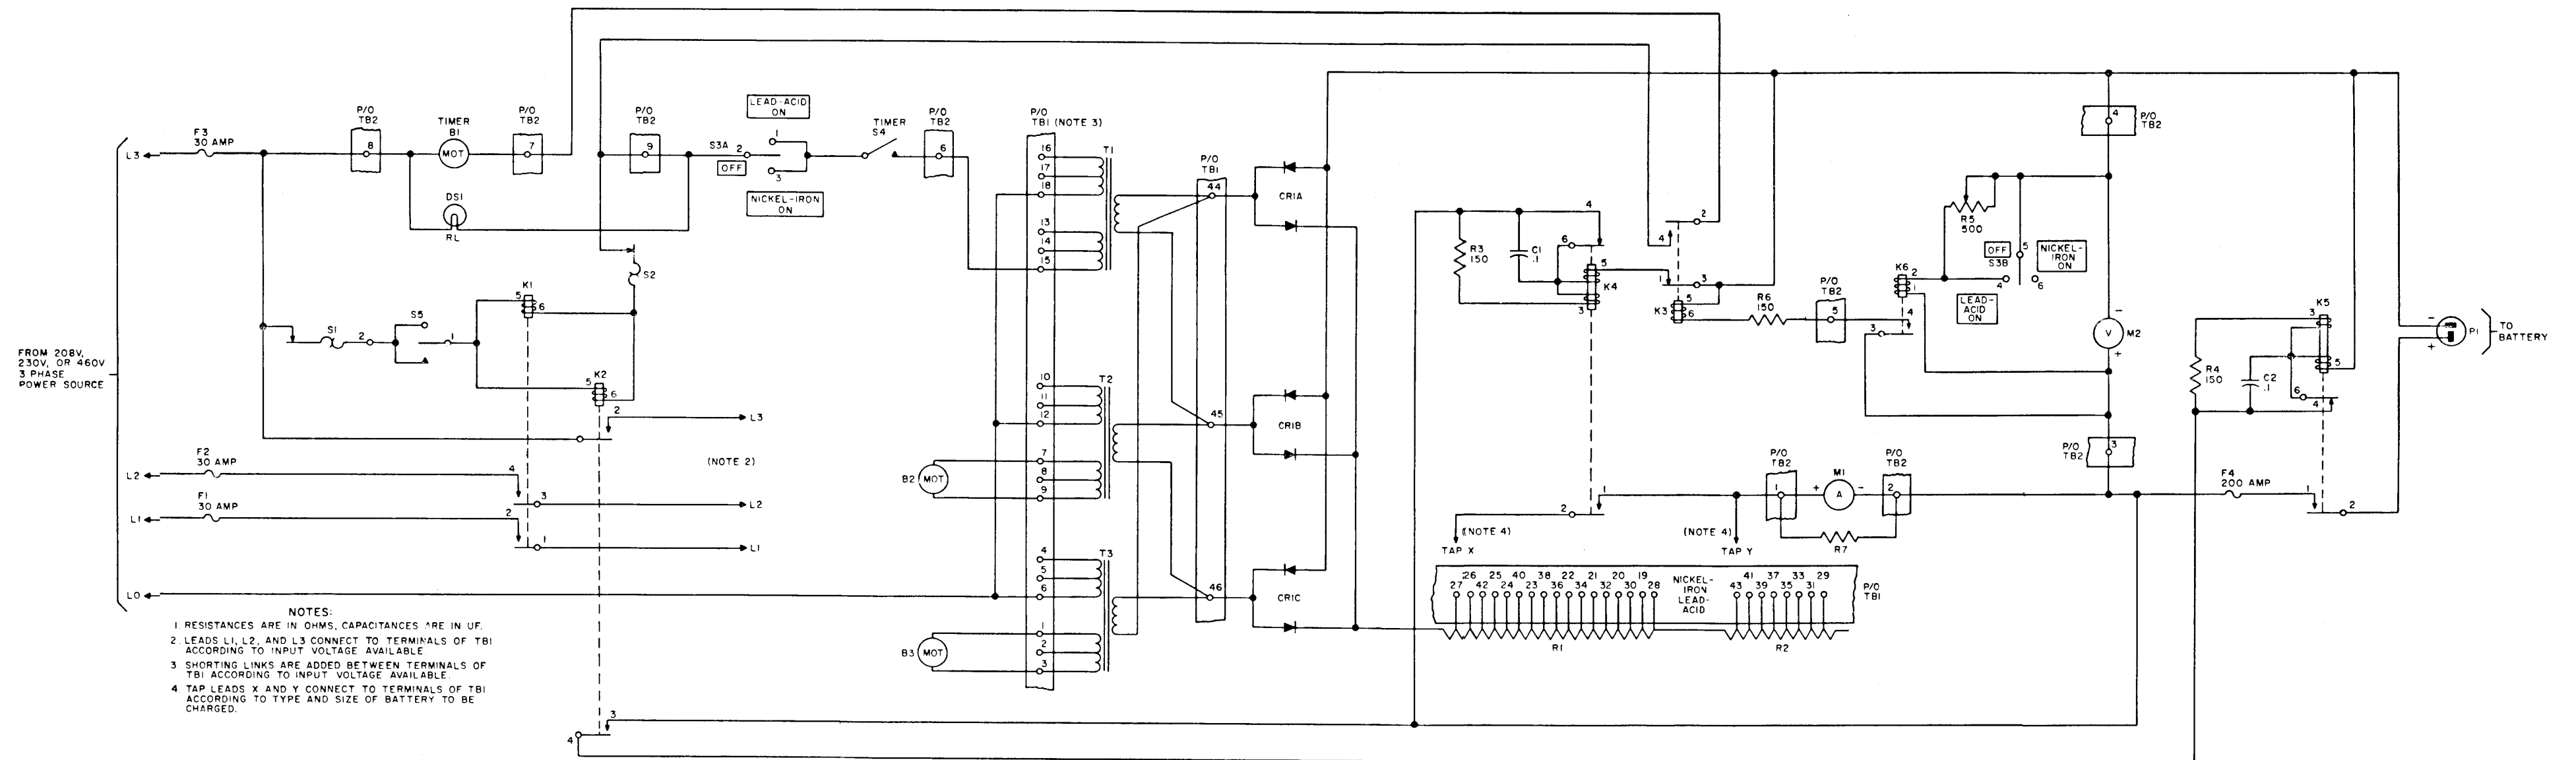 FROM 208V,
230V, OR 460V
3 PHASE
POWER SOURCE
L3
F3
30 AMP
P/O
TB2
8
TIMER
B1
MOT
P/O
TB2
7
DS1
RL
P/O
TB2
9
S3A
2
OFF
LEAD-ACID
ON
1
3
NICKEL-IRON
ON
TIMER
S4
P/O
TB2
6
S2
S1
2
S5
1
K1
5
6
K2
5
6
2
L3
F2
30 AMP
L2
4
3
L2
(NOTE 2)
F1
30 AMP
L1
2
1
L1
L0
3
4
NOTES:
1. RESISTANCES ARE IN OHMS, CAPACITANCES ARE IN UF.
2. LEADS L1, L2, AND L3 CONNECT TO TERMINALS OF TB1
ACCORDING TO INPUT VOLTAGE AVAILABLE
3. SHORTING LINKS ARE ADDED BETWEEN TERMINALS OF
TB1 ACCORDING TO INPUT VOLTAGE AVAILABLE.
4. TAP LEADS X AND Y CONNECT TO TERMINALS OF TB1
ACCORDING TO TYPE AND SIZE OF BATTERY TO BE
CHARGED.
P/O
TB1 (NOTE 3)
16
17
18
13
14
15
T1
10
11
12
T2
7
8
9
B2
MOT
4
5
6
T3
1
2
3
B3
MOT
P/O
TB1
44
45
46
CR1A
CR1B
CR1C
R3
150
C1
.1
4
6
5
K4
3
2
4
1
3
5
K3
6
R6
150
P/O
TB2
5
K6
2
1
4
3
R5
500
OFF
5
S3B
4
6
NICKEL-
IRON
ON
LEAD-
ACID
ON
4
P/O
TB2
-
V
M2
+
P/O
TB2
3
1
2
((NOTE 4)
TAP X
(NOTE 4)
TAP Y
P/O
TB2
1
+
M1
A
-
P/O
TB2
2
R7
26 25 40 38 22 21 20 19
27 42 24 23 36 34 32 30 28
NICKEL-
IRON
LEAD-
ACID
41 37 33 29
43 39 35 31
P/O
TB1
R1
R2
F4
200 AMP
1
2
R4
150
C2
.1
K5
3
5
6
4
-
+
P1
TO
BATTERY